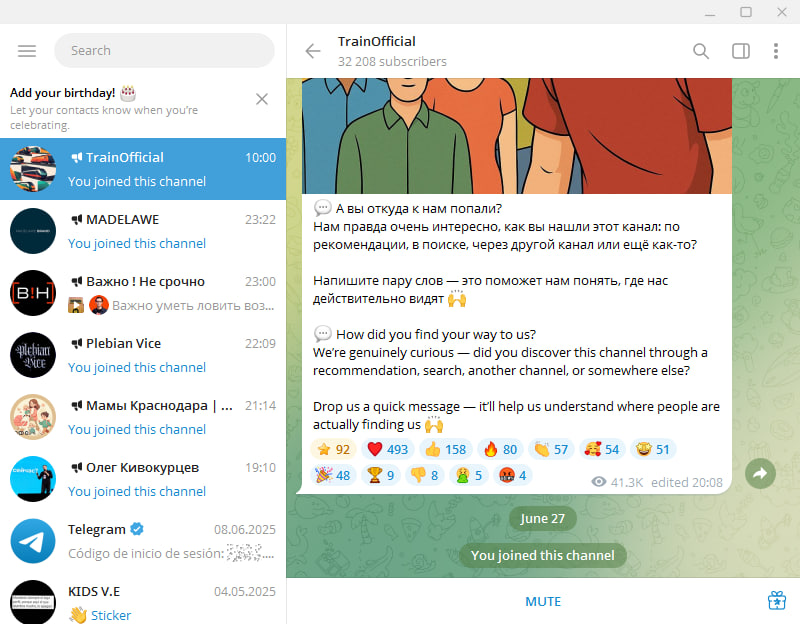 Search
Add your birthday! 🎂
Let your contacts know when you're
celebrating.
TrainOfficial 10:00
You joined this channel
MADELAWE 23:22
You joined this channel
B!H
Важно ! Не срочно 23:00
Важно уметь ловить воз...
plebian vice
Plebian Vice 22:09
You joined this channel
Мамы Краснодара | ... 21:14
You joined this channel
СЕЙЧАС?
Олег Кивокурцев 19:10
You joined this channel
Telegram 08.06.2025
Código de inicio de sesión: ...
KIDS V.E 04.05.2025
👋 Sticker
TrainOfficial
32 208 subscribers
💬 А вы откуда к нам попали?
Нам правда очень интересно, как вы нашли этот канал: по
рекомендации, в поиске, через другой канал или ещё как-то?
Напишите пару слов — это поможет нам понять, где нас
действительно видят 🙌
💬 How did you find your way to us?
We're genuinely curious — did you discover this channel through a
recommendation, search, another channel, or somewhere else?
Drop us a quick message — it'll help us understand where people are
actually finding us 🙌
⭐ 92 ❤ 493 👍 158 🔥 80 👏 57 🥰 54 51
🎉 48 🏆 9 👎 8 🤮 5 🤬 4
41.3K edited 20:08
June 27
You joined this channel
MUTE